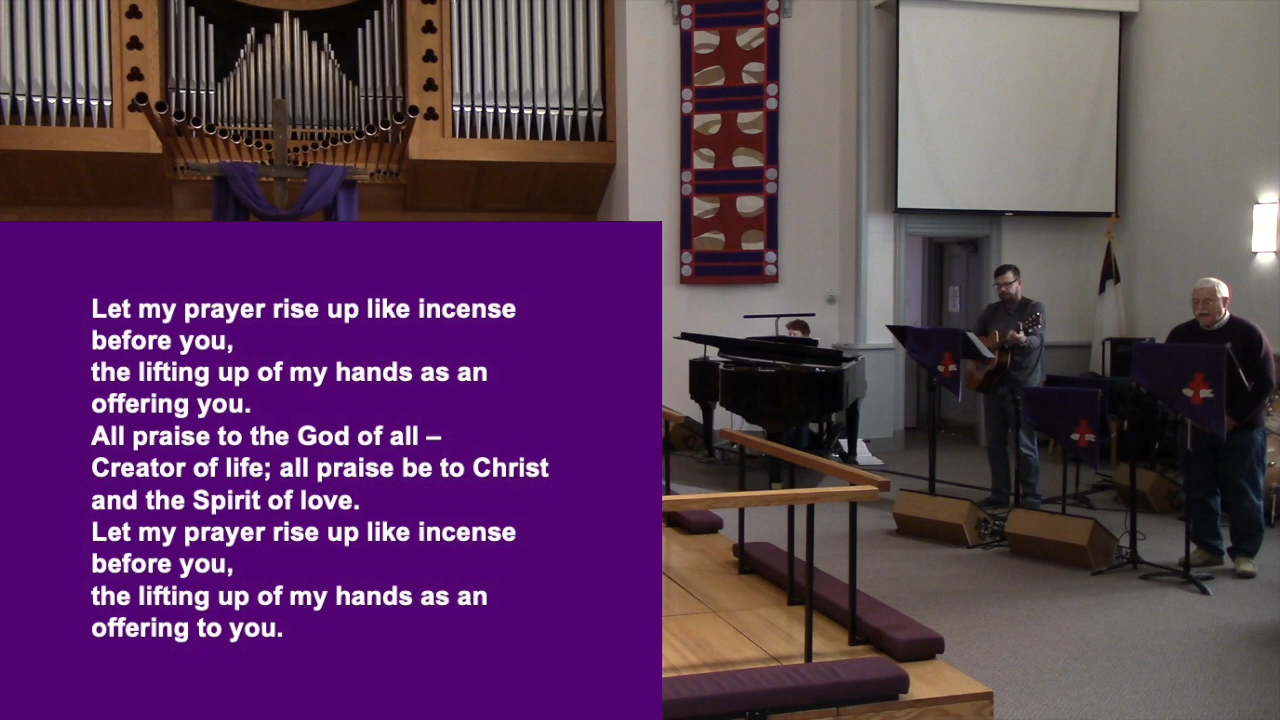 Let my prayer rise up like incense
before you,
the lifting up of my hands as an
offering you.
All praise to the God of all –
Creator of life; all praise be to Christ
and the Spirit of love.
Let my prayer rise up like incense
before you,
the lifting up of my hands as an
offering to you.